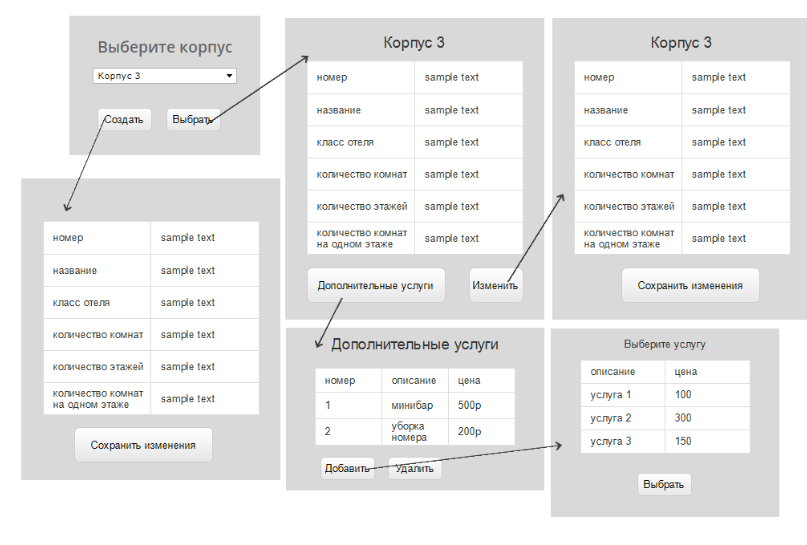 Выберите корпус
Корпус 3
Создать Выбрать
Корпус 3
номер sample text
название sample text
класс отеля sample text
количество комнат sample text
количество этажей sample text
количество комнат
на одном этаже sample text
Дополнительные услуги Изменить
Корпус 3
номер sample text
название sample text
класс отеля sample text
количество комнат sample text
количество этажей sample text
количество комнат
на одном этаже sample text
Сохранить изменения
номер sample text
название sample text
класс отеля sample text
количество комнат sample text
количество этажей sample text
количество комнат
на одном этаже sample text
Сохранить изменения
Дополнительные услуги
номер описание цена
1 минибар 500р
2 уборка
номера 200р
Добавить Удалить
Выберите услугу
описание цена
услуга 1 100
услуга 2 300
услуга 3 150
Выбрать